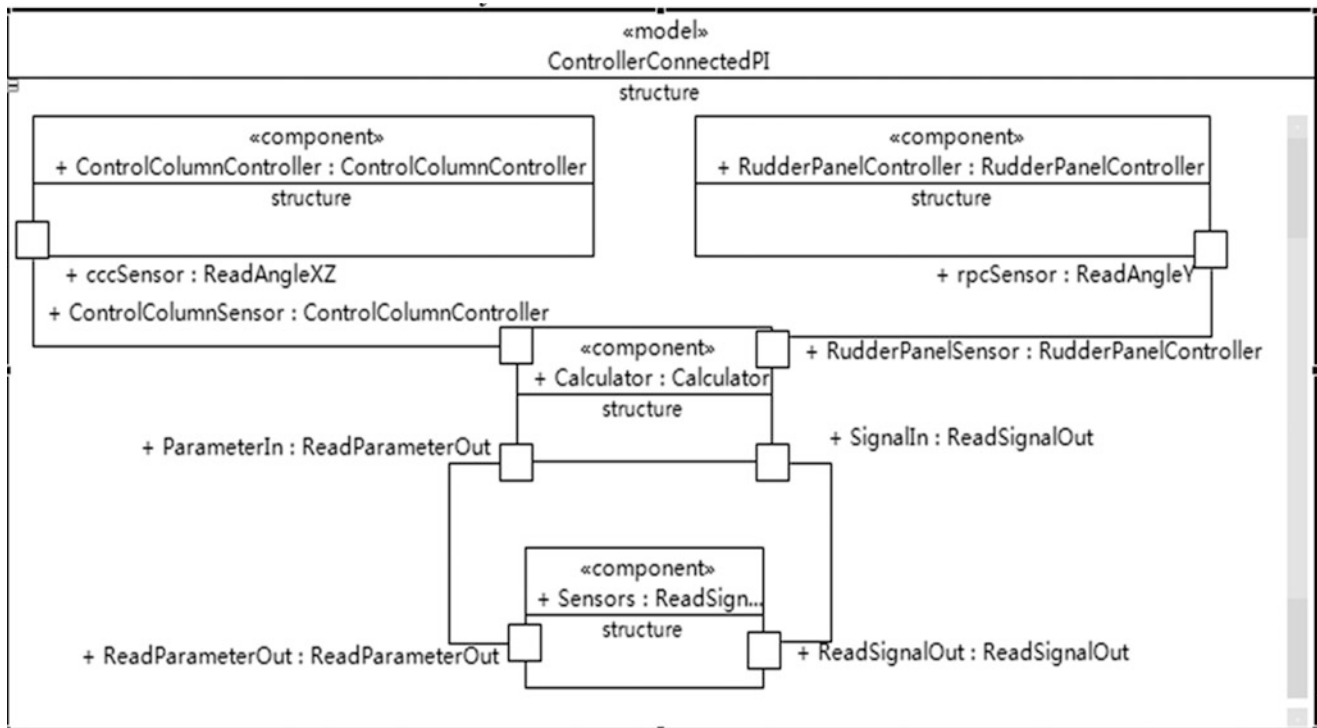 «model»
ControllerConnectedPI
structure
«component»
+ ControlColumnController : ControlColumnController
structure
«component»
+ RudderPanelController : RudderPanelController
structure
+ cccSensor : ReadAngleXZ
+ rpcSensor : ReadAngleY
+ ControlColumnSensor : ControlColumnController
«component»
+ Calculator : Calculator
structure
+ RudderPanelSensor : RudderPanelController
+ ParameterIn : ReadParameterOut
+ SignalIn : ReadSignalOut
«component»
+ Sensors : ReadSign...
structure
+ ReadParameterOut : ReadParameterOut
+ ReadSignalOut : ReadSignalOut